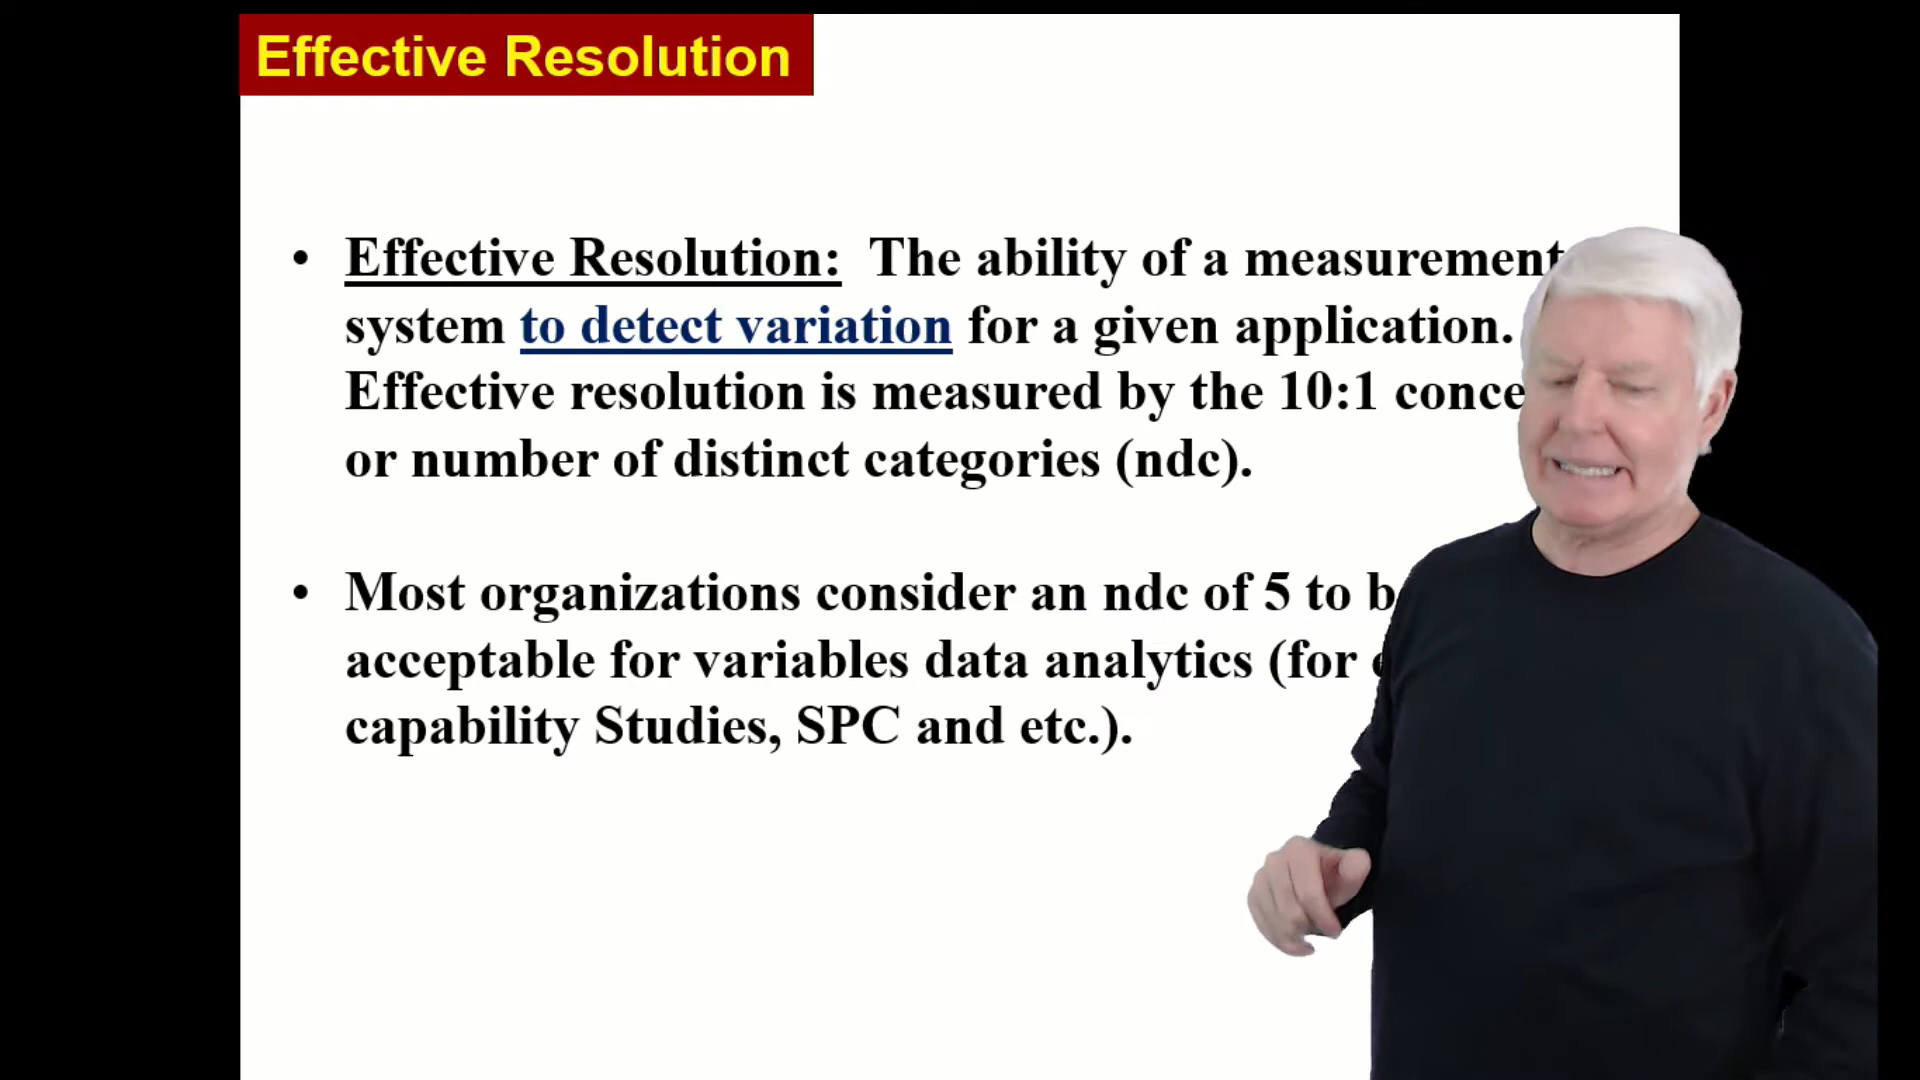 Effective Resolution
• Effective Resolution: The ability of a measurement
system to detect variation for a given application.
Effective resolution is measured by the 10:1
or number of distinct categories (ndc).
• Most organizations consider an ndc of 5 to
acceptable for variables data analytics (for
capability Studies, SPC and etc.).